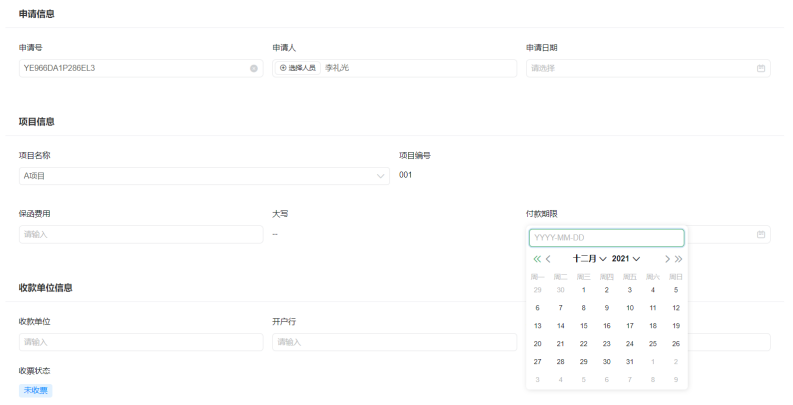 申请信息
申请号 申请人 申请日期
YE966DA1P286EL3 选择人员 李礼光 请选择
项目信息
项目名称 项目编号
A项目 001
保函费用 大写 付款期限
请输入 -- YYYY-MM-DD
十二月 2021
周一 周二 周三 周四 周五 周六 周日
29 30 1 2 3 4 5
6 7 8 9 10 11 12
13 14 15 16 17 18 19
20 21 22 23 24 25 26
27 28 29 30 31 1 2
3 4 5 6 7 8 9
收款单位信息
收款单位 开户行
请输入 请输入
收票状态
未收票